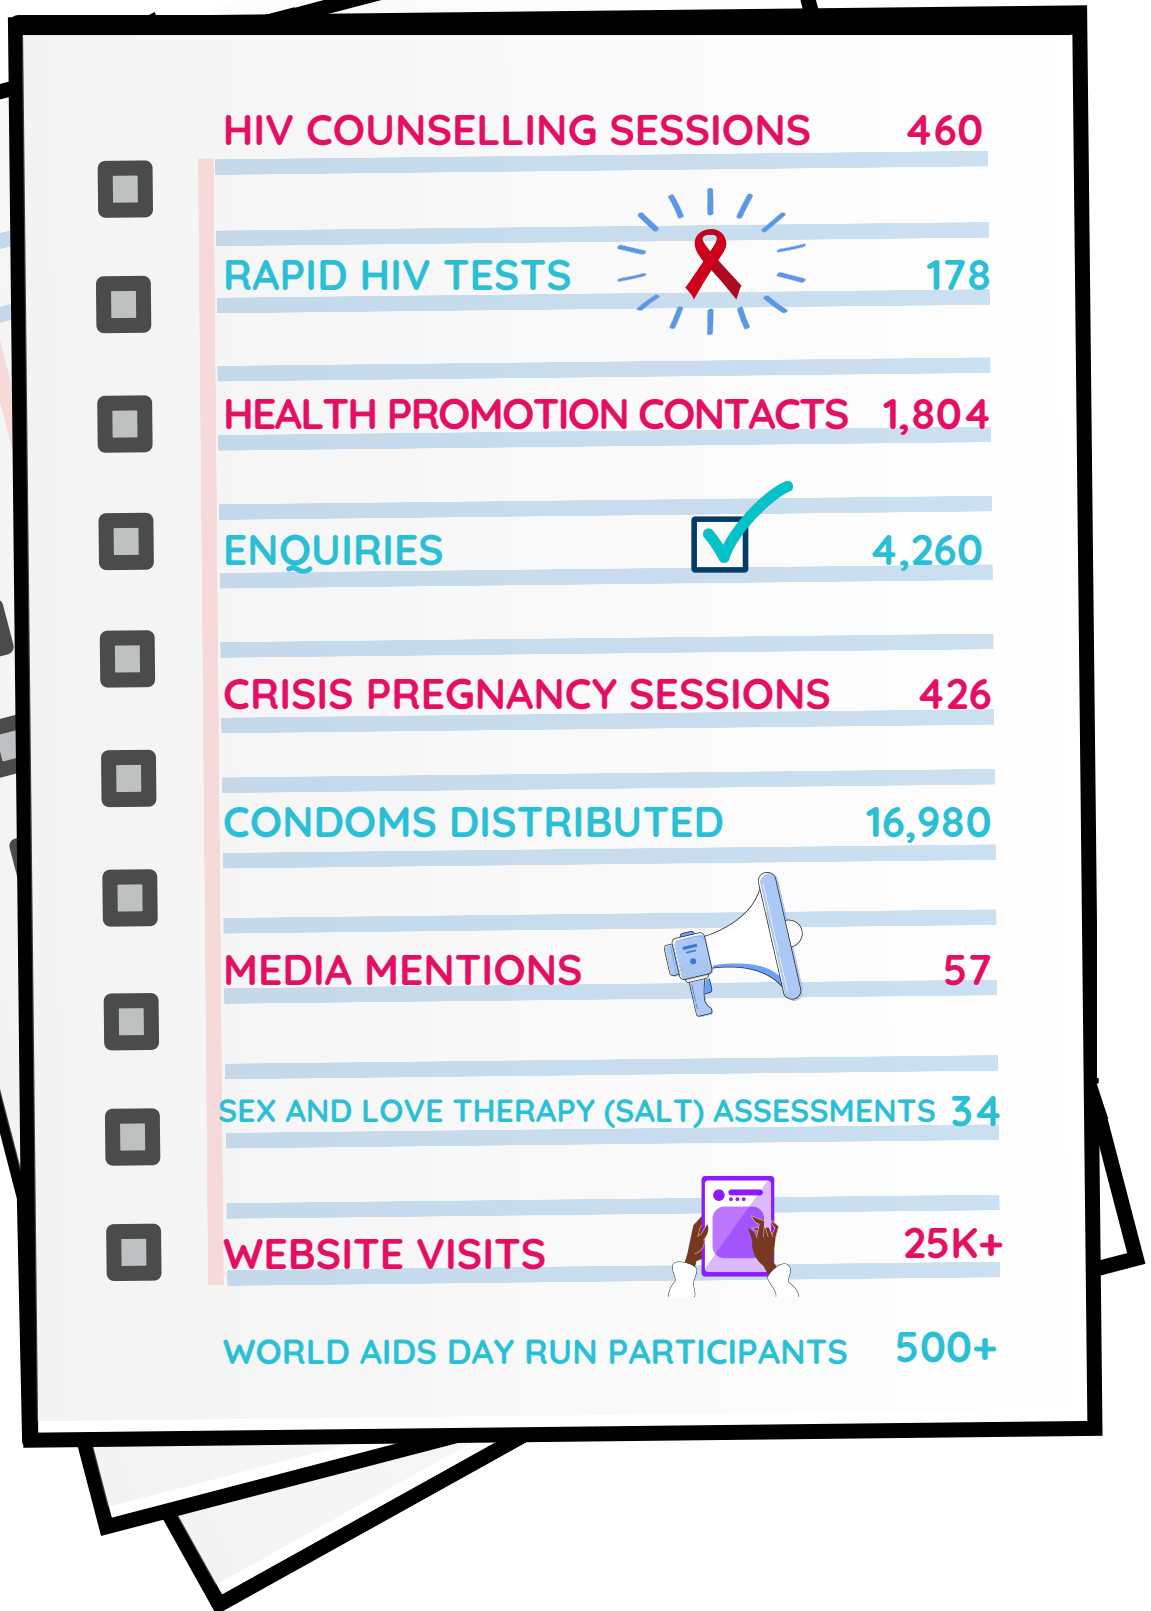 HIV COUNSELLING SESSIONS 460
RAPID HIV TESTS 178
HEALTH PROMOTION CONTACTS 1,804
ENQUIRIES 4,260
CRISIS PREGNANCY SESSIONS 426
CONDOMS DISTRIBUTED 16,980
MEDIA MENTIONS 57
SEX AND LOVE THERAPY (SALT) ASSESSMENTS 34
WEBSITE VISITS 25K+
WORLD AIDS DAY RUN PARTICIPANTS 500+